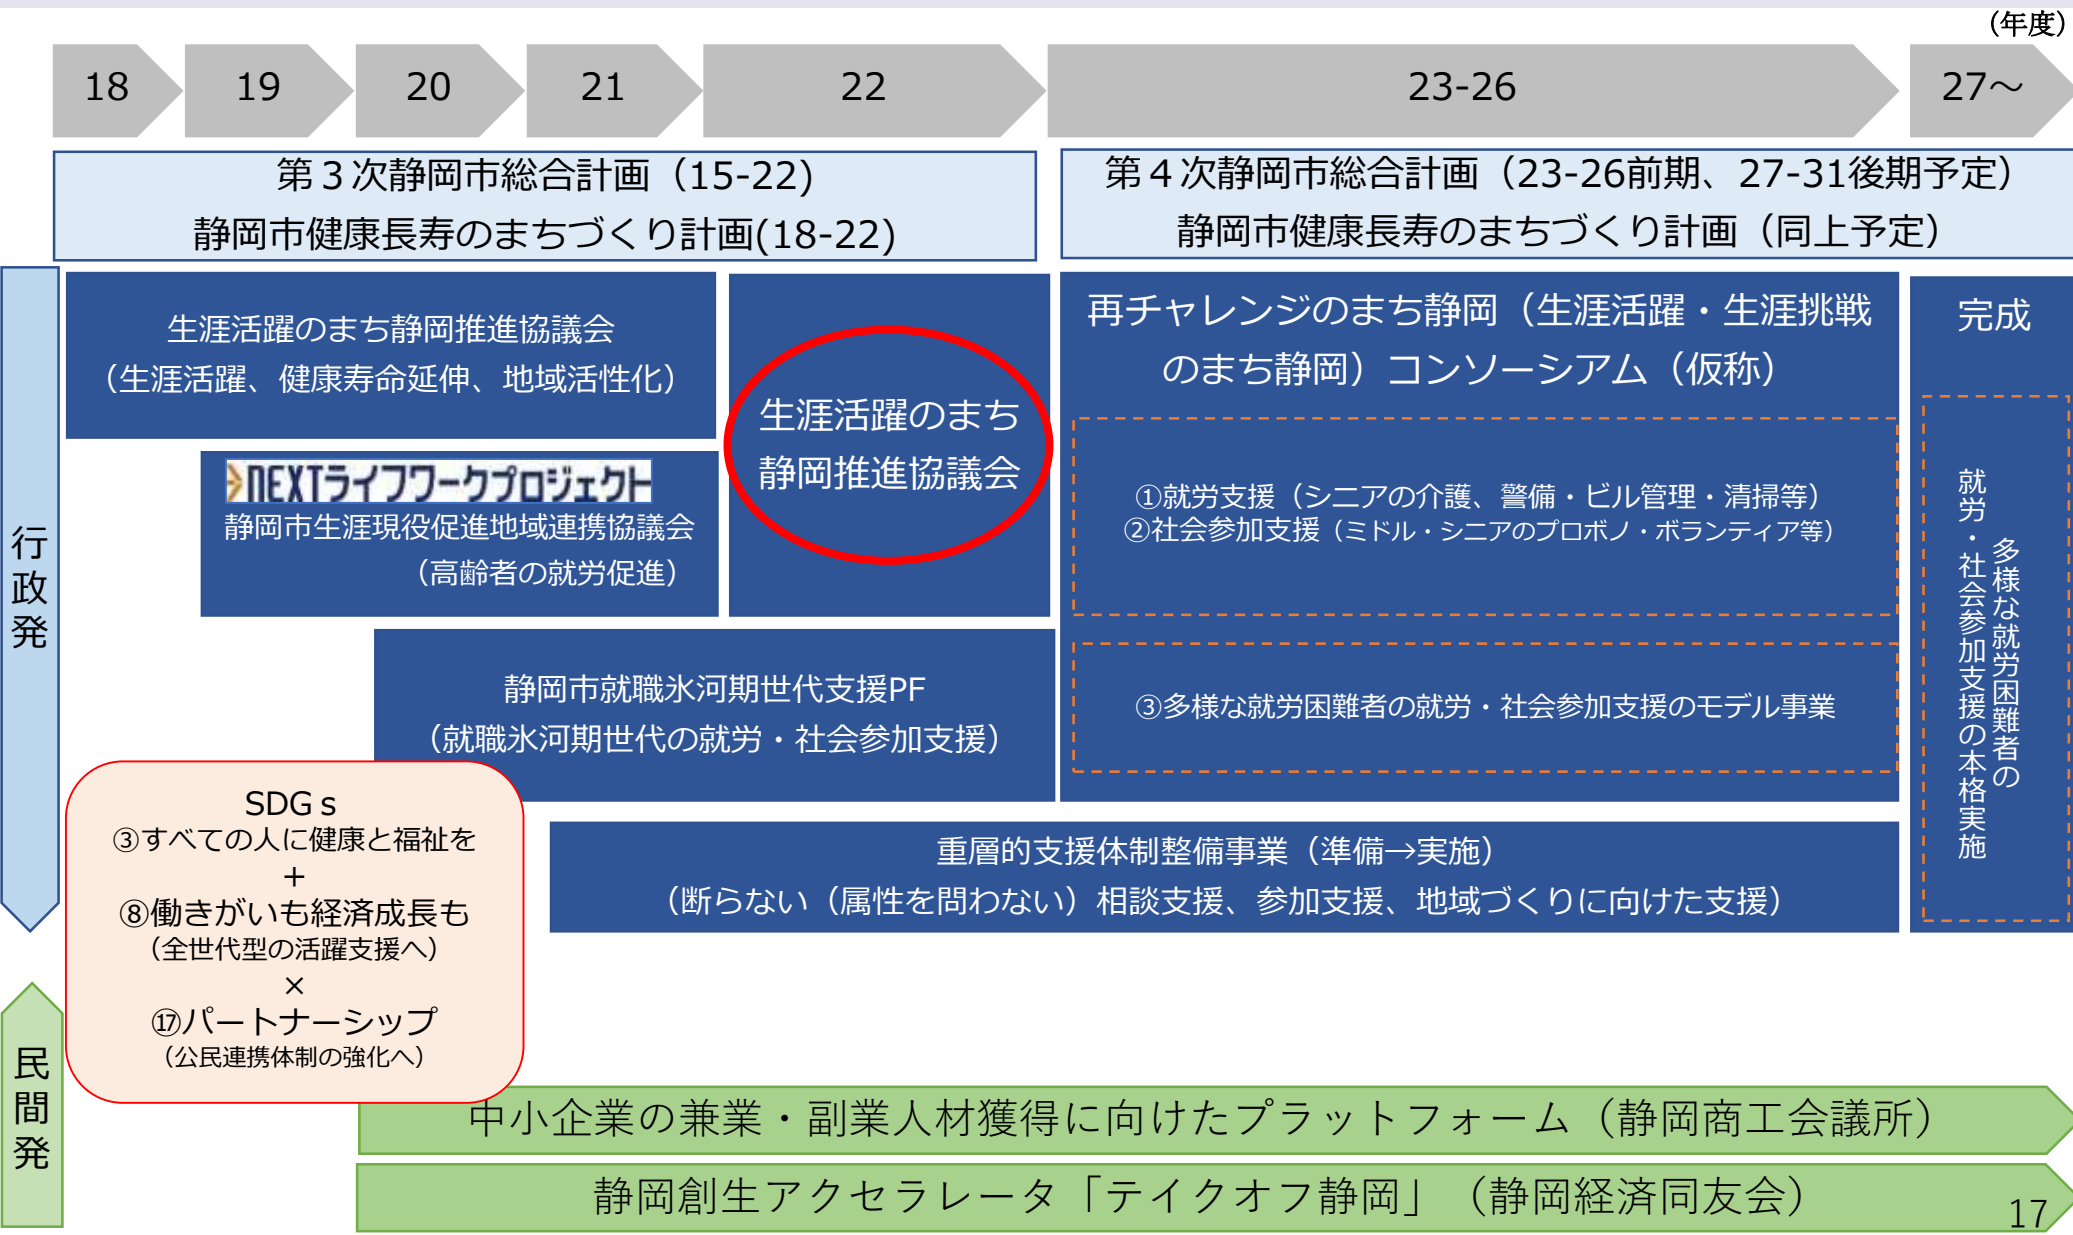 （年度）
18
19
20
21
22
23-26
27～
第３次静岡市総合計画（15-22）
静岡市健康長寿のまちづくり計画(18-22)
第４次静岡市総合計画（23-26前期、27-31後期予定）
静岡市健康長寿のまちづくり計画（同上予定）
行政発
生涯活躍のまち静岡推進協議会
（生涯活躍、健康寿命延伸、地域活性化）
NEXTライフワークプロジェクト
静岡市生涯現役促進地域連携協議会
（高齢者の就労促進）
生涯活躍のまち
静岡推進協議会
静岡市就職氷河期世代支援PF
（就職氷河期世代の就労・社会参加支援）
再チャレンジのまち静岡（生涯活躍・生涯挑戦
のまち静岡）コンソーシアム（仮称）
①就労支援（シニアの介護、警備・ビル管理・清掃等）
②社会参加支援（ミドル・シニアのプロボノ・ボランティア等）
③多様な就労困難者の就労・社会参加支援のモデル事業
完成
多様な就労困難者の
就労・社会参加支援の本格実施
重層的支援体制整備事業（準備→実施）
（断らない（属性を問わない）相談支援、参加支援、地域づくりに向けた支援）
SDGｓ
③すべての人に健康と福祉を
+
⑧働きがいも経済成長も
（全世代型の活躍支援へ）
×
⑰パートナーシップ
（公民連携体制の強化へ）
民間発
中小企業の兼業・副業人材獲得に向けたプラットフォーム（静岡商工会議所）
静岡創生アクセラレータ「テイクオフ静岡」（静岡経済同友会）
17